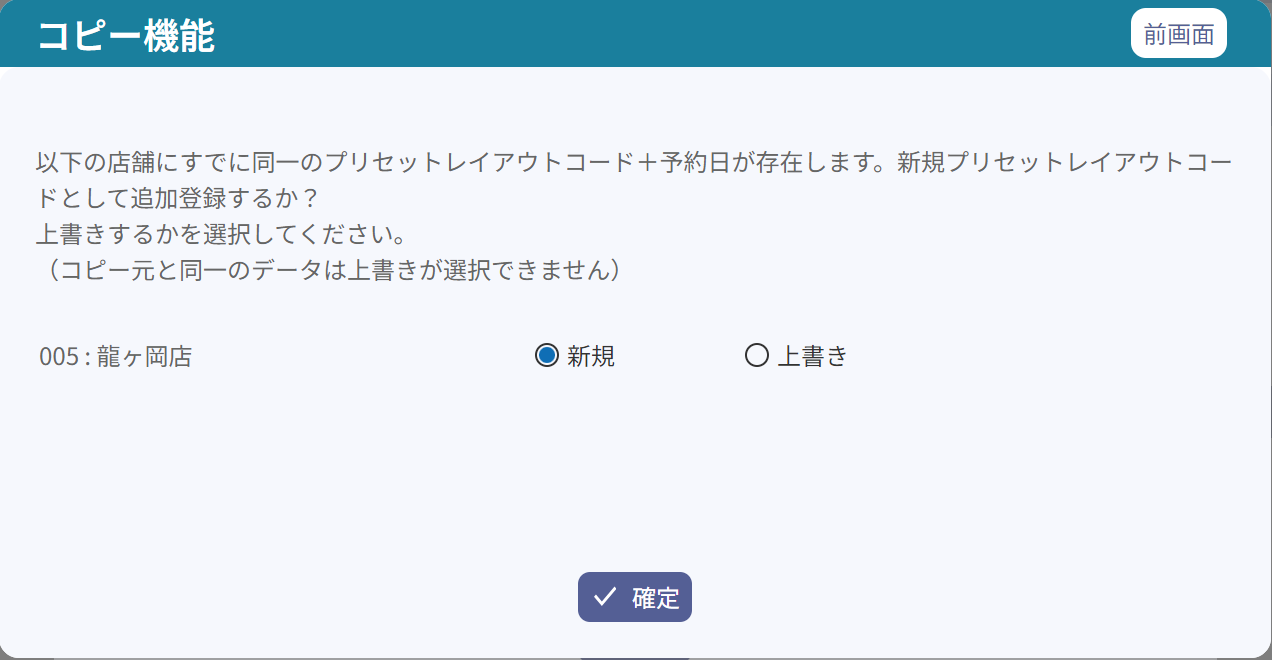 コピー機能
前画面
以下の店舗にすでに同一のプリセットレイアウトコード＋予約日が存在します。新規プリセットレイアウトコー
ドとして追加登録するか？
上書きするかを選択してください。
（コピー元と同一のデータは上書きが選択できません）
005 : 龍ヶ岡店 新規 上書き
確定